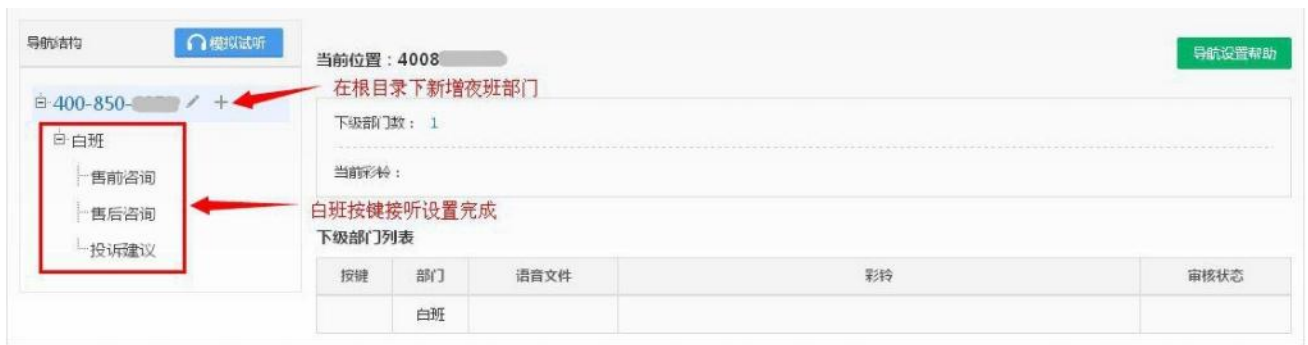 导航结构
模拟试听
400-850-
白班
售前咨询
售后咨询
投诉建议
当前位置：4008
导航设置帮助
在根目录下新增夜班部门
下级部门数： 1
当前彩铃：
白班按键接听设置完成
下级部门列表
按键 部门 语音文件 彩铃 审核状态
白班